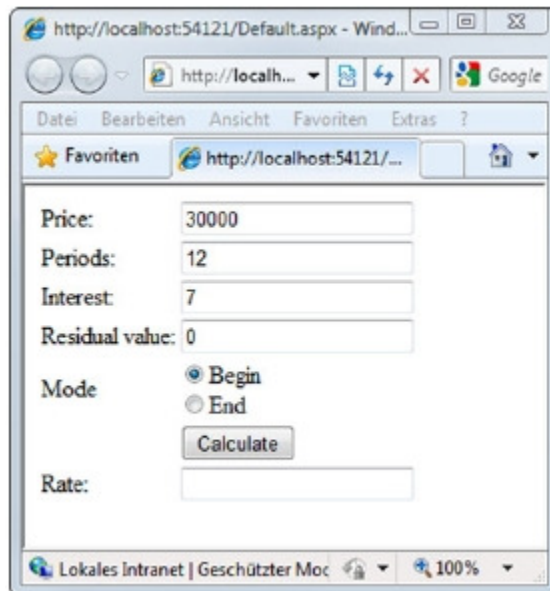 http://localhost:54121/Default.aspx - Wind...
http://localh...
Google
Datei Bearbeiten Ansicht Favoriten Extras ?
Favoriten
http://localhost:54121/...
Price: 30000
Periods: 12
Interest: 7
Residual value: 0
Mode
Begin
End
Calculate
Rate:
Lokales Intranet | Geschützter Moc
100%